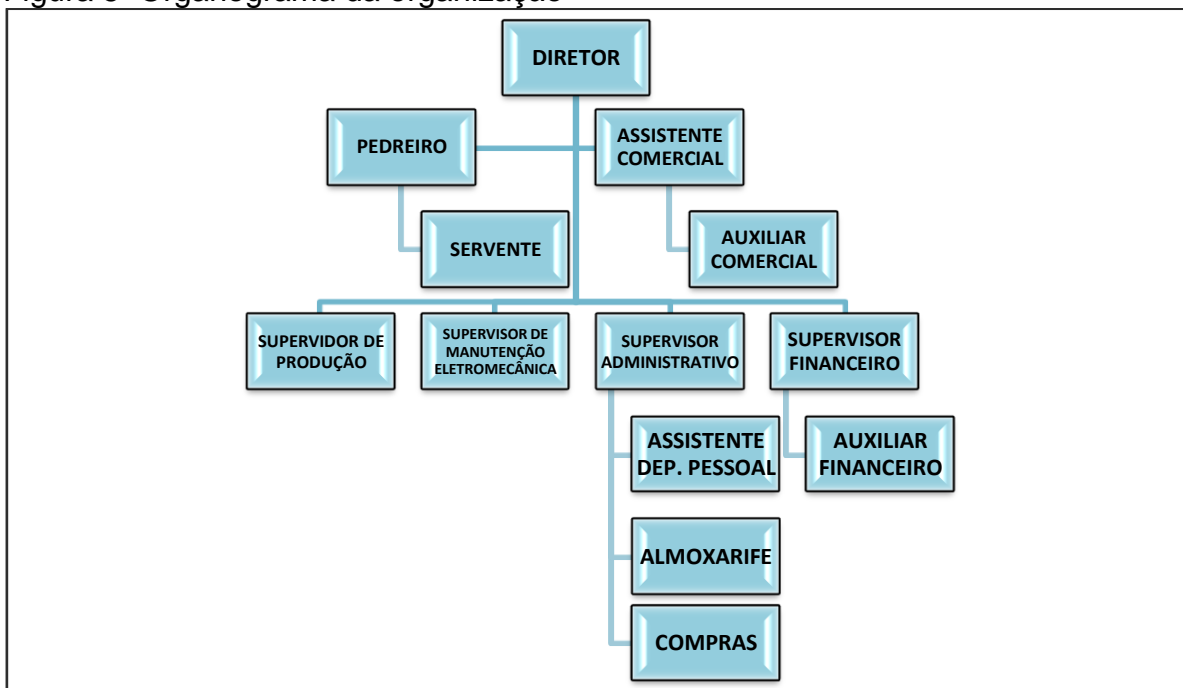 DIRETOR
PEDREIRO
ASSISTENTE
COMERCIAL
SERVENTE
AUXILIAR
COMERCIAL
SUPERVIDOR DE
PRODUÇÃO
SUPERVISOR DE
MANUTENÇÃO
ELETROMECÂNICA
SUPERVISOR
ADMINISTRATIVO
SUPERVISOR
FINANCEIRO
ASSISTENTE
DEP. PESSOAL
AUXILIAR
FINANCEIRO
ALMOXARIFE
COMPRAS